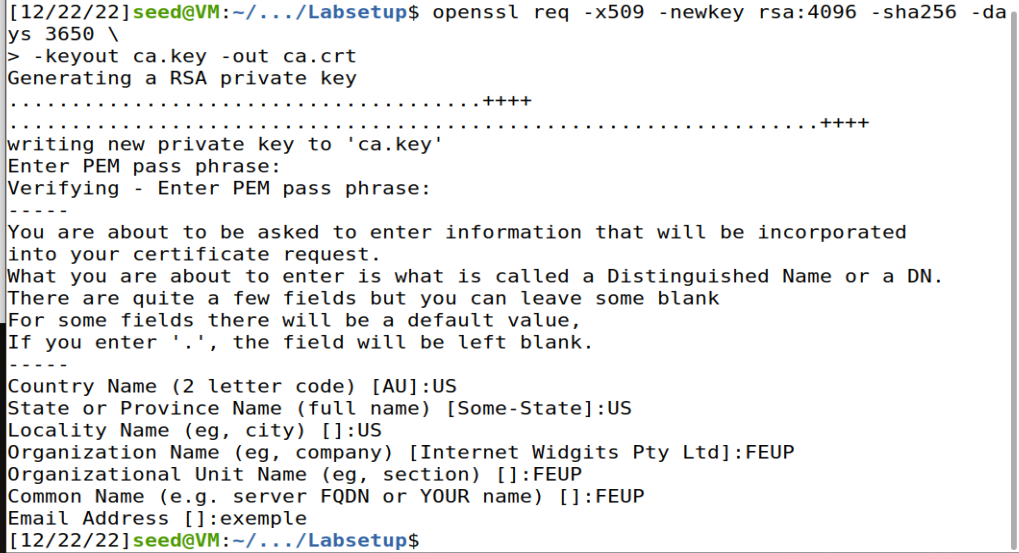 [12/22/22]seed@VM:~/.../Labsetup$ openssl req -x509 -newkey rsa:4096 -sha256 -da
ys 3650 \
> -keyout ca.key -out ca.crt
Generating a RSA private key
......................................++++
.................................................................++++
writing new private key to 'ca.key'
Enter PEM pass phrase:
Verifying - Enter PEM pass phrase:
-----
You are about to be asked to enter information that will be incorporated
into your certificate request.
What you are about to enter is what is called a Distinguished Name or a DN.
There are quite a few fields but you can leave some blank
For some fields there will be a default value,
If you enter '.', the field will be left blank.
-----
Country Name (2 letter code) [AU]:US
State or Province Name (full name) [Some-State]:US
Locality Name (eg, city) []:US
Organization Name (eg, company) [Internet Widgits Pty Ltd]:FEUP
Organizational Unit Name (eg, section) []:FEUP
Common Name (e.g. server FQDN or YOUR name) []:FEUP
Email Address []:exemple
[12/22/22]seed@VM:~/.../Labsetup$